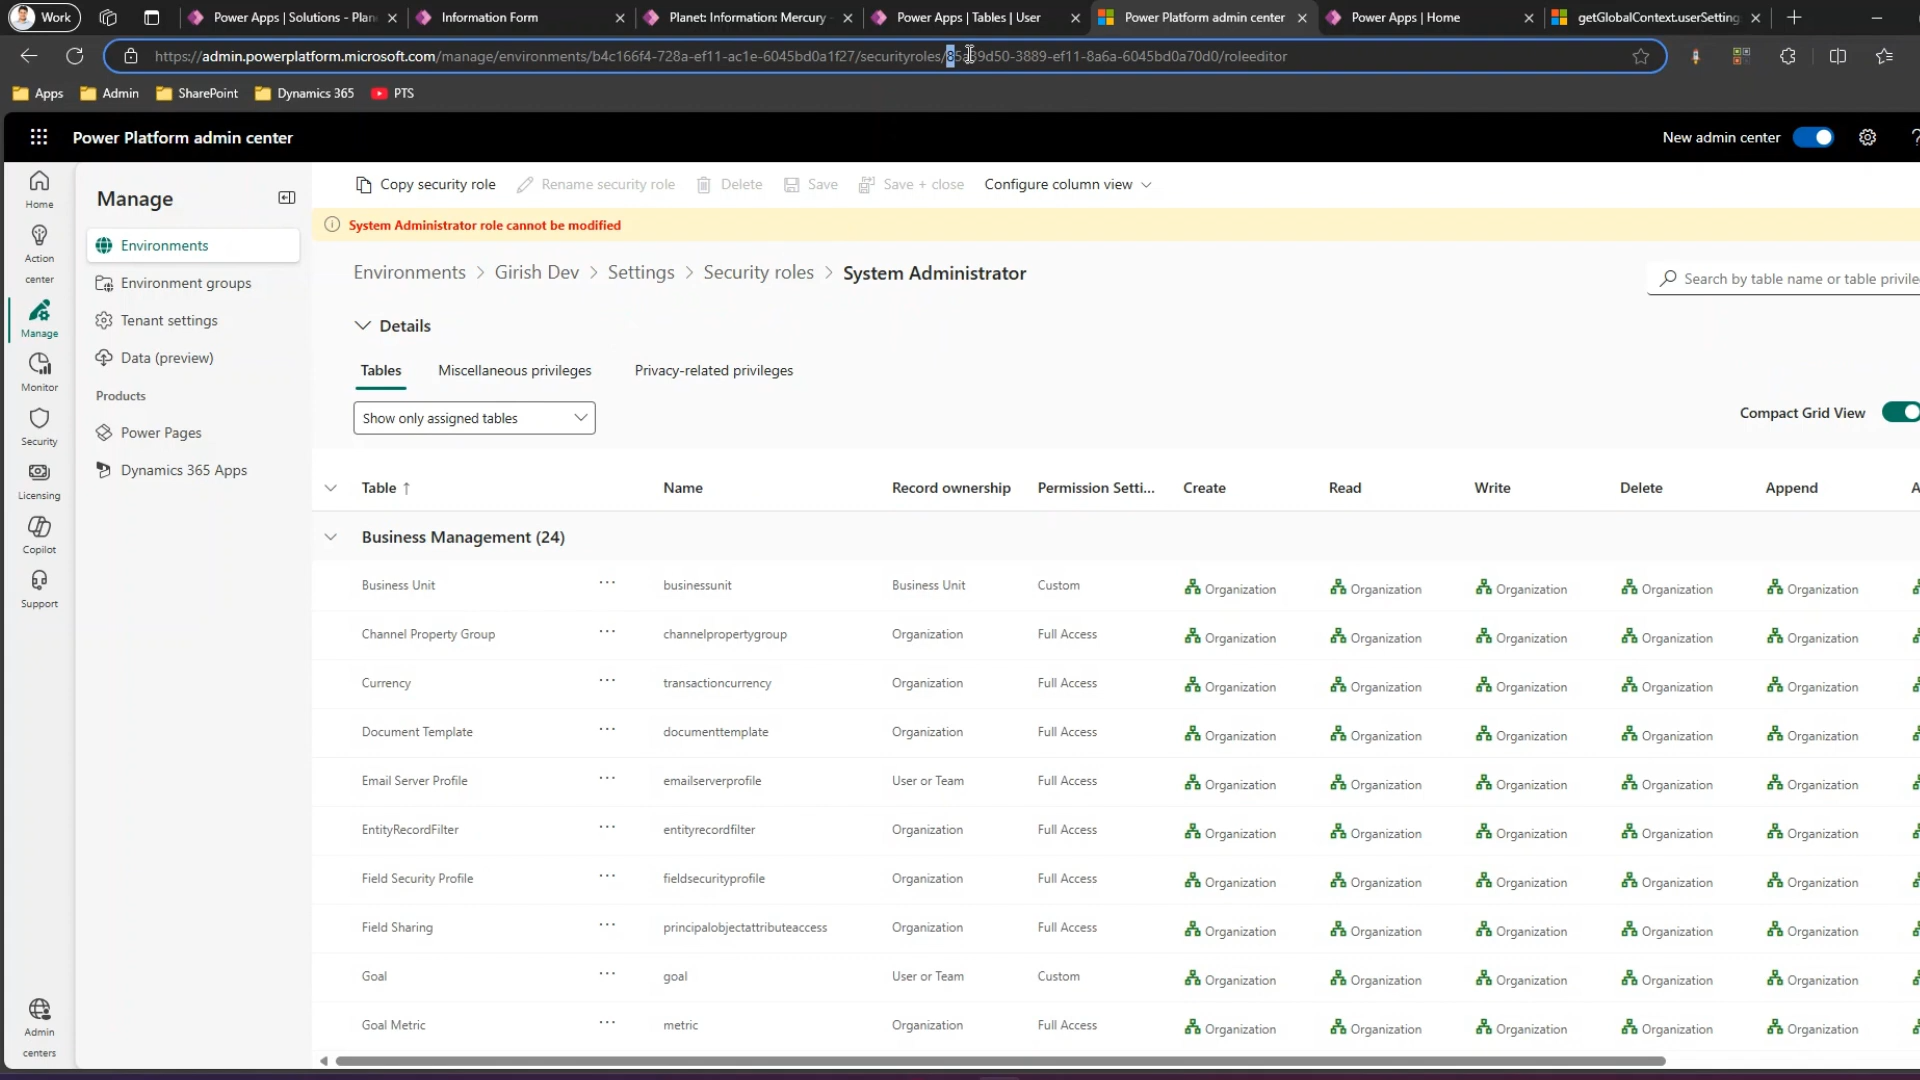 Work
Power Apps | Solutions - Plan
Information Form
Planet: Information: Mercury
Power Apps | Tables | User
Power Platform admin center
Power Apps | Home
getGlobalContext.userSetting
https://admin.powerplatform.microsoft.com/manage/environments/b4c166f4-728a-ef11-ac1e-6045bd0a1f27/securityroles/85a39d50-3889-ef11-8a6a-6045bd0a70d0/roleeditor
Apps
Admin
SharePoint
Dynamics 365
PTS
Power Platform admin center
New admin center
Home
Action center
Manage
Monitor
Security
Licensing
Copilot
Support
Admin centers
Manage
Environments
Environment groups
Tenant settings
Data (preview)
Products
Power Pages
Dynamics 365 Apps
Copy security role
Rename security role
Delete
Save
Save + close
Configure column view
System Administrator role cannot be modified
Environments > Girish Dev > Settings > Security roles > System Administrator
Search by table name or table privile
Details
Tables
Miscellaneous privileges
Privacy-related privileges
Show only assigned tables
Compact Grid View
Table ↑ Name Record ownership Permission Setti... Create Read Write Delete Append A
Business Management (24)
Business Unit ... businessunit Business Unit Custom Organization Organization Organization Organization Organization
Channel Property Group ... channelpropertygroup Organization Full Access Organization Organization Organization Organization Organization
Currency ... transactioncurrency Organization Full Access Organization Organization Organization Organization Organization
Document Template ... documenttemplate Organization Full Access Organization Organization Organization Organization Organization
Email Server Profile ... emailserverprofile User or Team Full Access Organization Organization Organization Organization Organization
EntityRecordFilter ... entityrecordfilter Organization Full Access Organization Organization Organization Organization Organization
Field Security Profile ... fieldsecurityprofile Organization Full Access Organization Organization Organization Organization Organization
Field Sharing ... principalobjectattributeaccess Organization Full Access Organization Organization Organization Organization Organization
Goal ... goal User or Team Custom Organization Organization Organization Organization Organization
Goal Metric ... metric Organization Full Access Organization Organization Organization Organization Organization